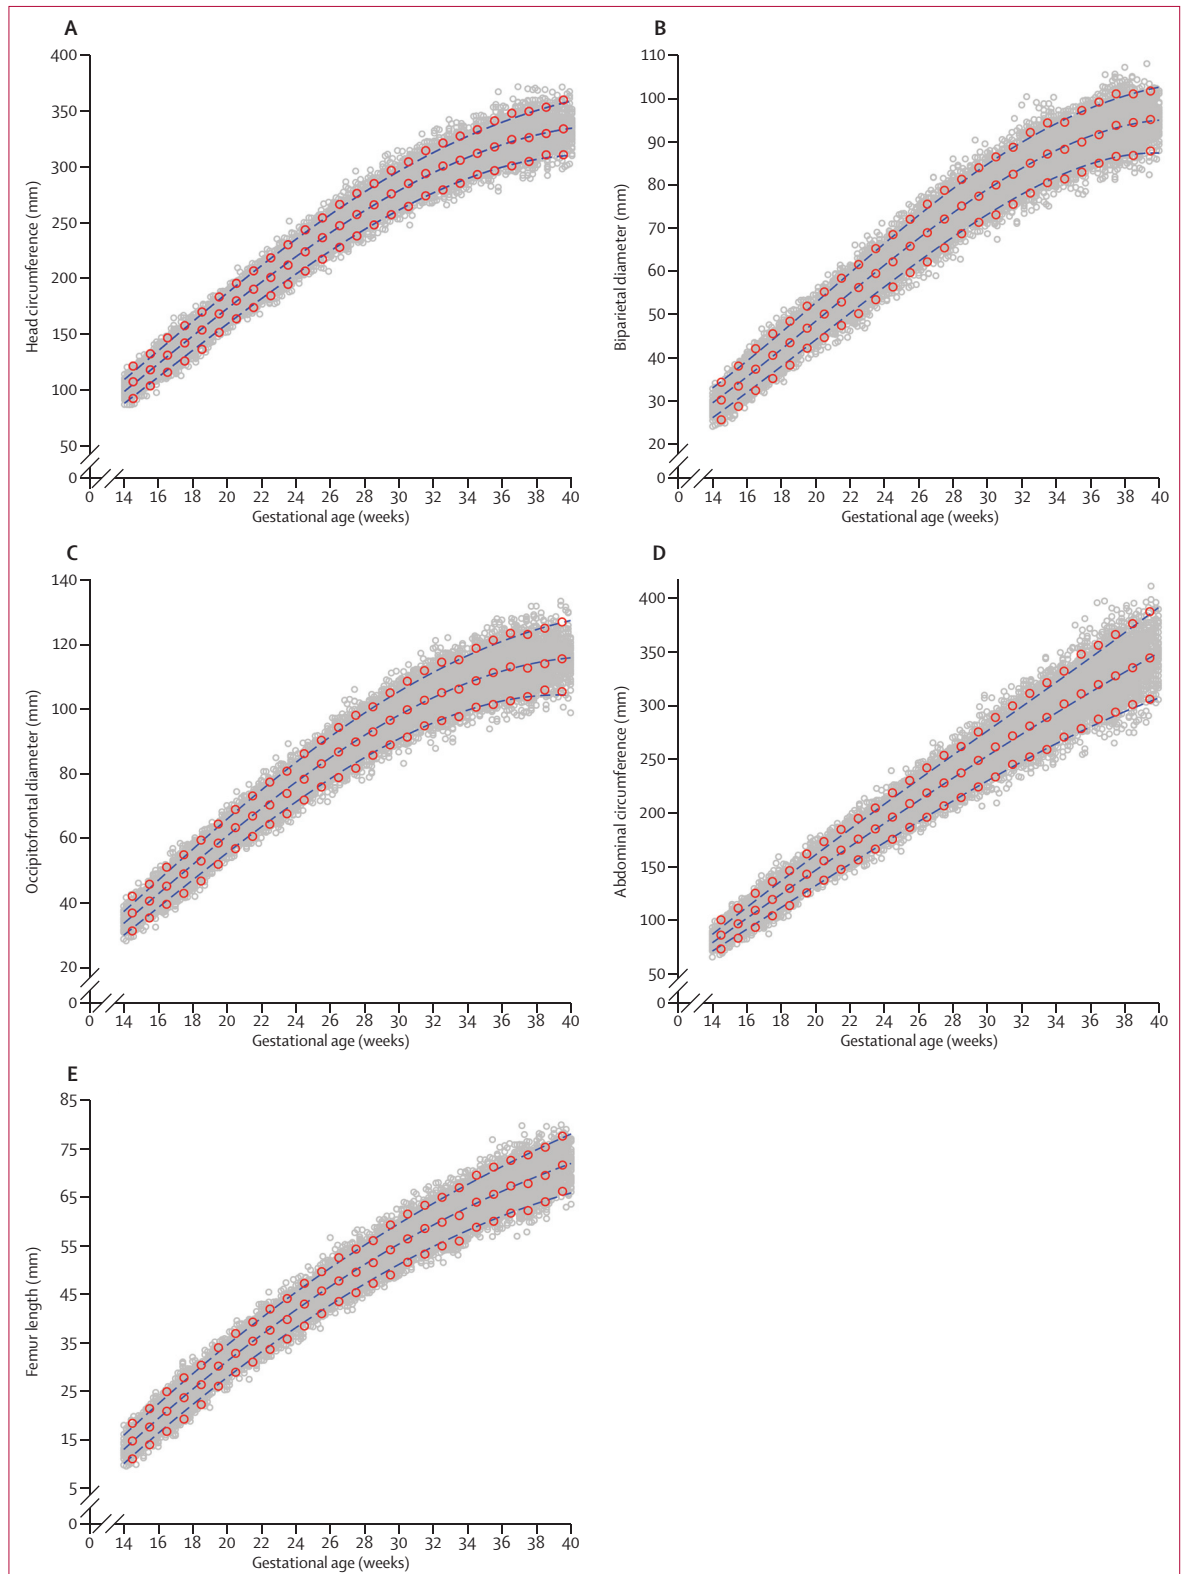 A
400
350
300
250
200
150
100
50
0
Head circumference (mm)
0 14 16 18 20 22 24 26 28 30 32 34 36 38 40
Gestational age (weeks)
B
110
100
90
80
70
60
50
40
30
20
0
Biparietal diameter (mm)
0 14 16 18 20 22 24 26 28 30 32 34 36 38 40
Gestational age (weeks)
C
140
120
100
80
60
40
20
0
Occipitofrontal diameter (mm)
0 14 16 18 20 22 24 26 28 30 32 34 36 38 40
Gestational age (weeks)
D
400
350
300
250
200
150
100
50
0
Abdominal circumference (mm)
0 14 16 18 20 22 24 26 28 30 32 34 36 38 40
Gestational age (weeks)
E
85
75
65
55
45
35
25
15
5
0
Femur length (mm)
0 14 16 18 20 22 24 26 28 30 32 34 36 38 40
Gestational age (weeks)